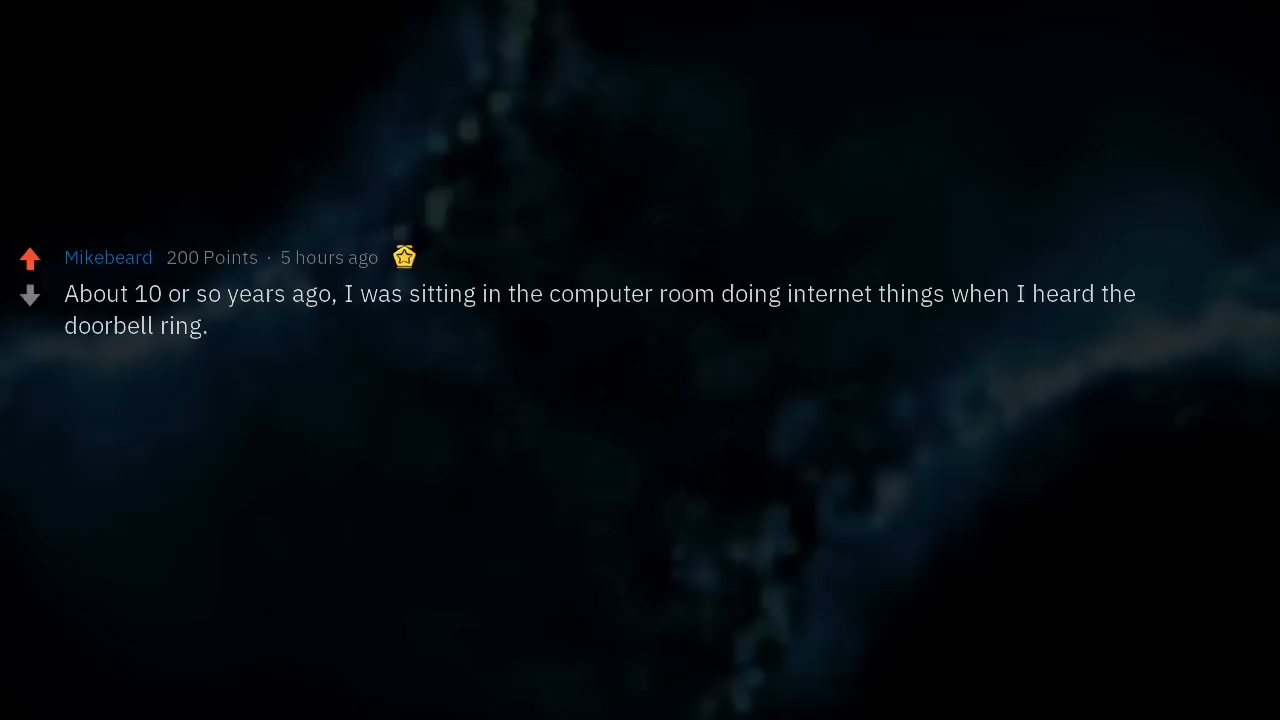 Mikebeard 200 Points · 5 hours ago
About 10 or so years ago, I was sitting in the computer room doing internet things when I heard the
doorbell ring.